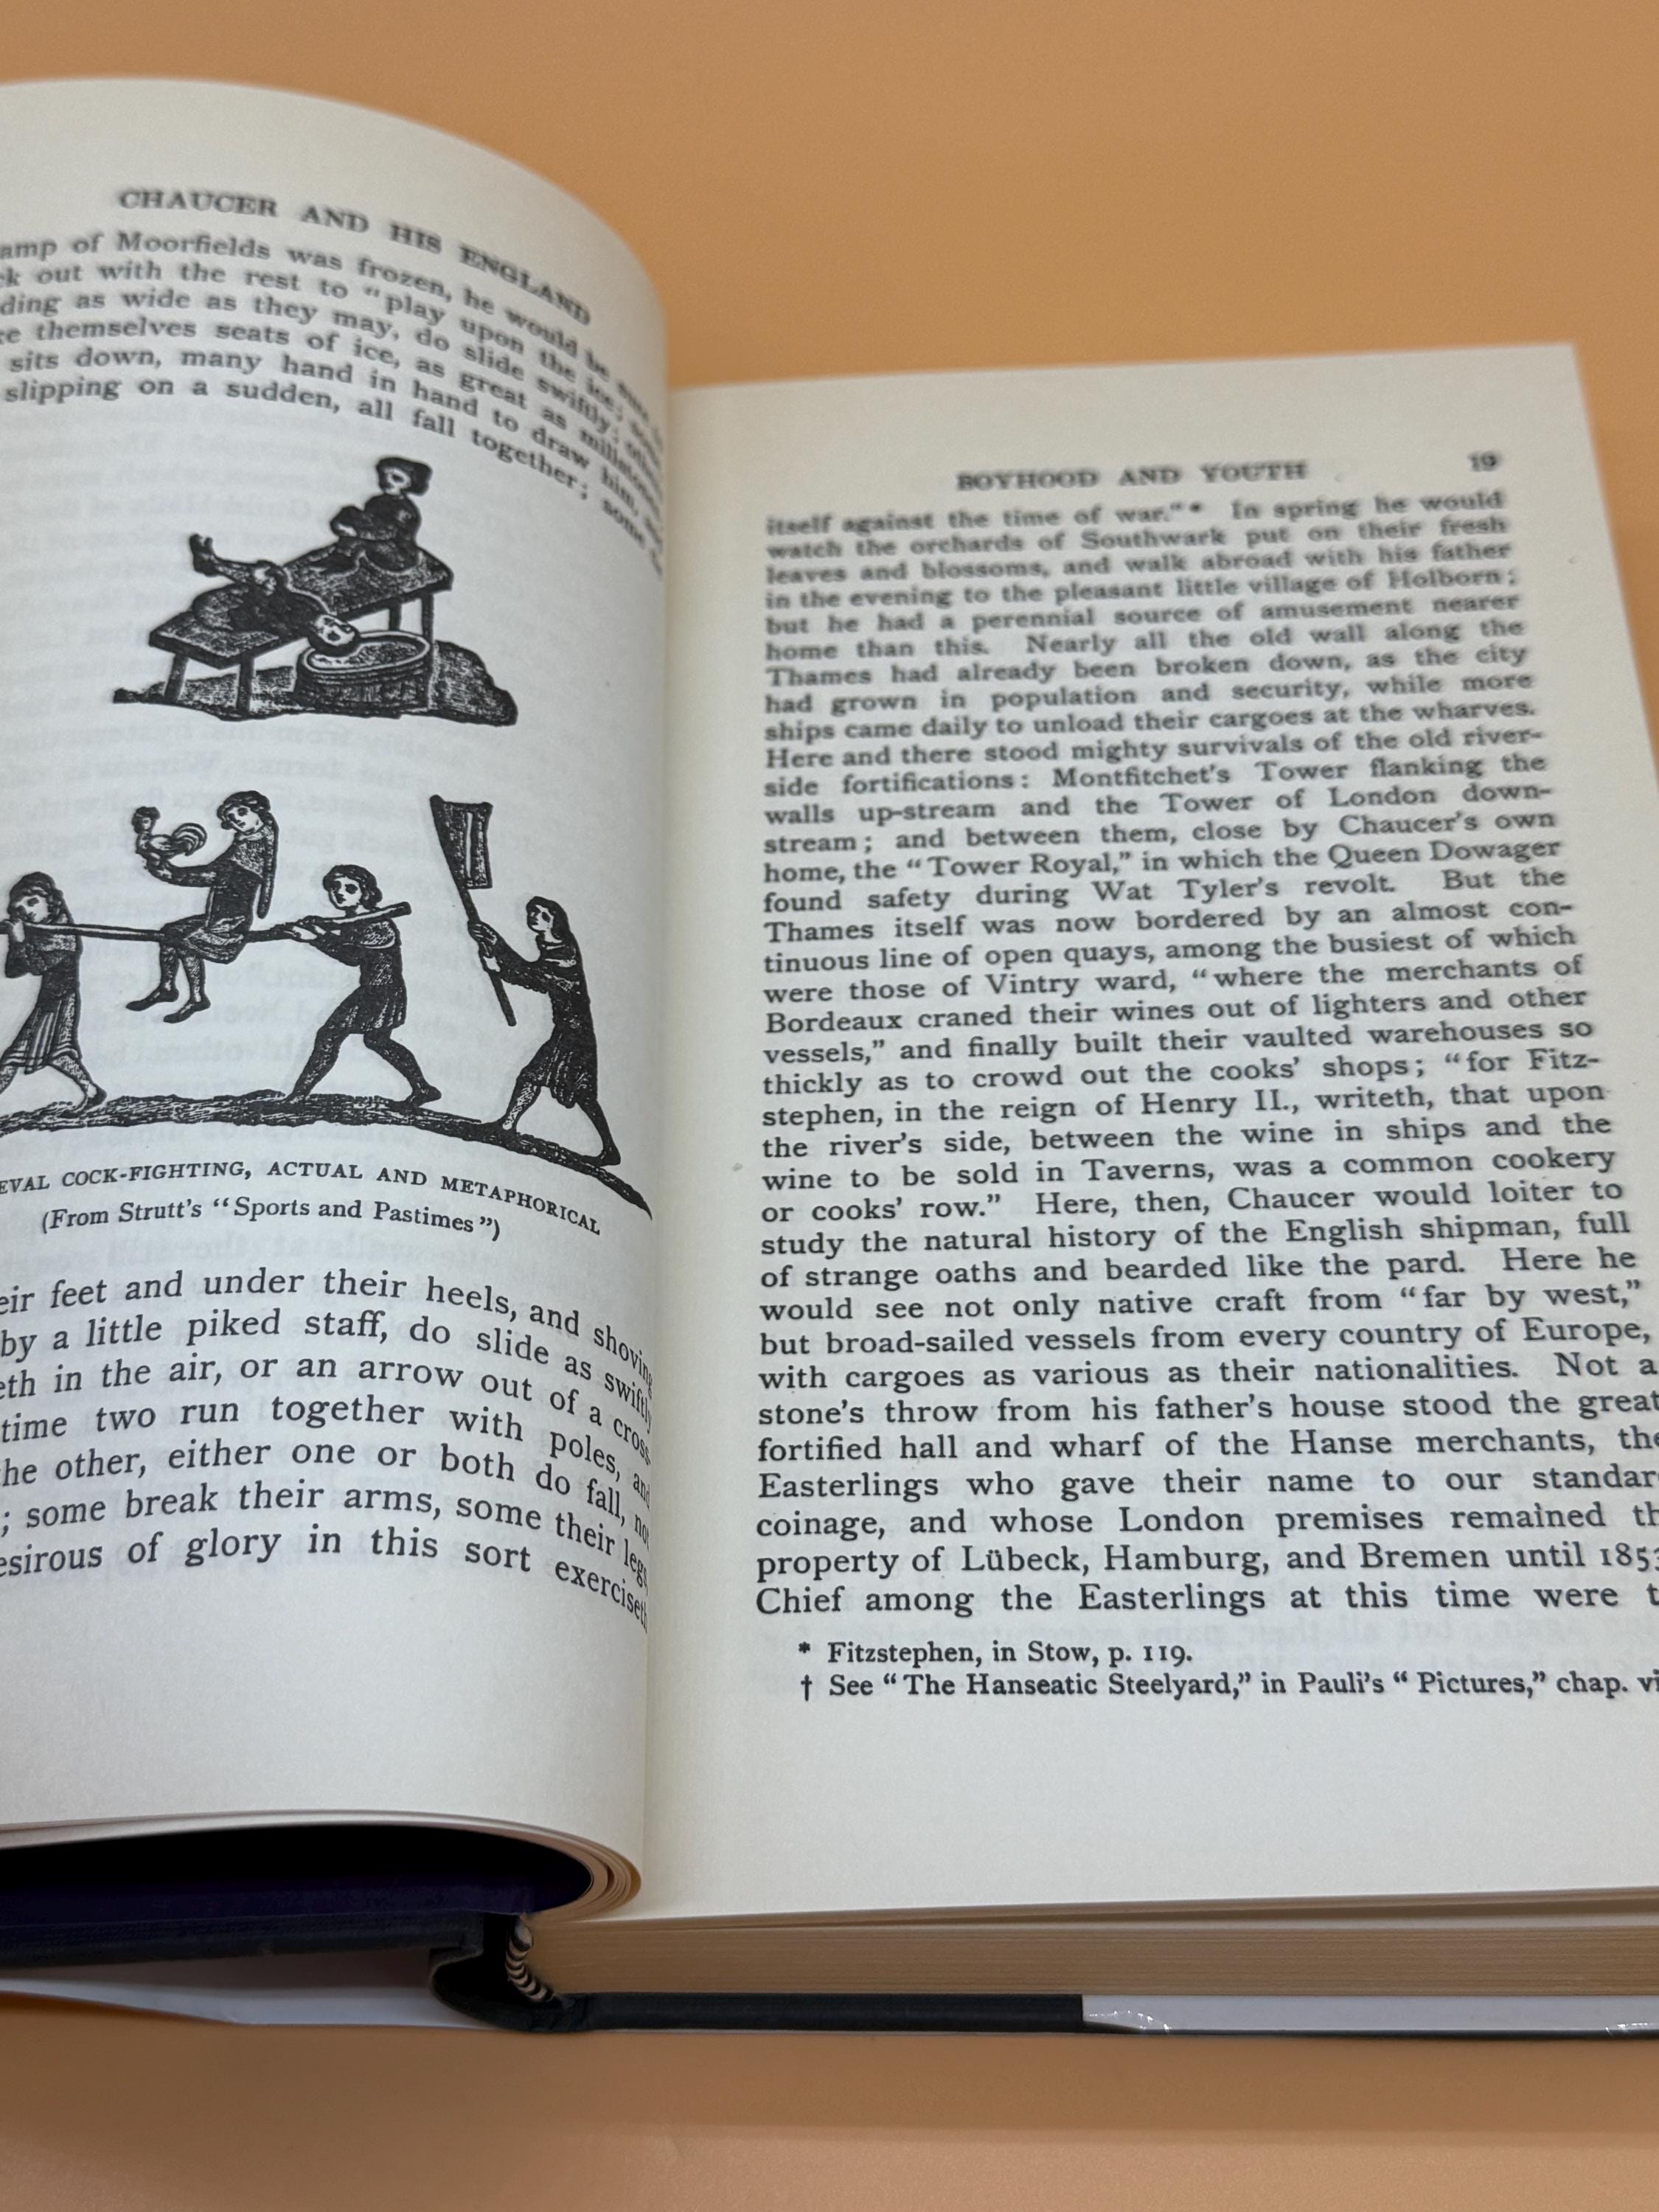 CHAUCER AND HIS ENGLAND
amp of Moorfields was frozen, he would be sure
k out with the rest to "play upon the ice; some,
ding as wide as they may, do slide swiftly; others
e themselves seats of ice, as great as millstones;
sits down, many hand in hand to draw him, and
slipping on a sudden, all fall together; some
EVAL COCK-FIGHTING, ACTUAL AND METAPHORICAL
(From Strutt's "Sports and Pastimes")
eir feet and under their heels, and shoving
by a little piked staff, do slide as swiftly
eth in the air, or an arrow out of a cross-
time two run together with poles, and
he other, either one or both do fall, not
; some break their arms, some their legs,
esirous of glory in this sort exerciseth
BOYHOOD AND YOUTH 19
itself against the time of war."* In spring he would
watch the orchards of Southwark put on their fresh
leaves and blossoms, and walk abroad with his father
in the evening to the pleasant little village of Holborn;
but he had a perennial source of amusement nearer
home than this. Nearly all the old wall along the
Thames had already been broken down, as the city
had grown in population and security, while more
ships came daily to unload their cargoes at the wharves.
Here and there stood mighty survivals of the old river-
side fortifications: Montfitchet's Tower flanking the
walls up-stream and the Tower of London down-
stream; and between them, close by Chaucer's own
home, the "Tower Royal," in which the Queen Dowager
found safety during Wat Tyler's revolt. But the
Thames itself was now bordered by an almost con-
tinuous line of open quays, among the busiest of which
were those of Vintry ward, "where the merchants of
Bordeaux craned their wines out of lighters and other
vessels," and finally built their vaulted warehouses so
thickly as to crowd out the cooks' shops; "for Fitz-
stephen, in the reign of Henry II., writeth, that upon
the river's side, between the wine in ships and the
wine to be sold in Taverns, was a common cookery
or cooks' row." Here, then, Chaucer would loiter to
study the natural history of the English shipman, full
of strange oaths and bearded like the pard. Here he
would see not only native craft from "far by west,"
but broad-sailed vessels from every country of Europe,
with cargoes as various as their nationalities. Not a
stone's throw from his father's house stood the great
fortified hall and wharf of the Hanse merchants, the
Easterlings who gave their name to our standar
coinage, and whose London premises remained th
property of Lübeck, Hamburg, and Bremen until 1853
Chief among the Easterlings at this time were t
* Fitzstephen, in Stow, p. 119.
† See "The Hanseatic Steelyard," in Pauli's "Pictures," chap. vi